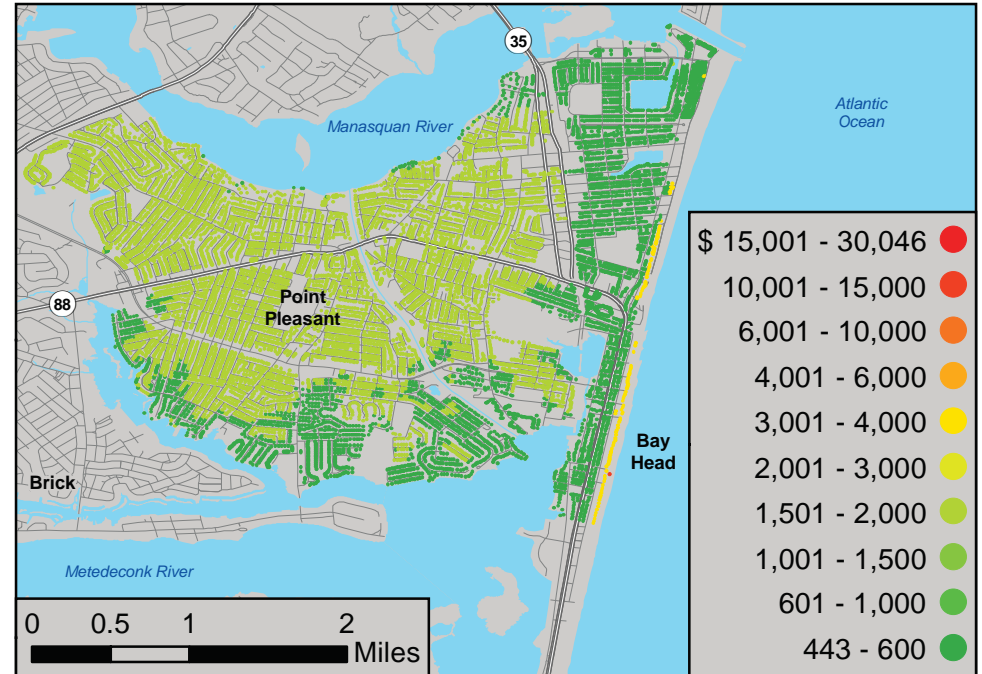 35
Atlantic
Ocean
Manasquan River
$ 15,001 - 30,046
10,001 - 15,000
88
Point
Pleasant
6,001 - 10,000
4,001 - 6,000
3,001 - 4,000
Bay
Head
2,001 - 3,000
Brick
1,501 - 2,000
1,001 - 1,500
Metedeconk River
601 - 1,000
443 - 600
0 0.5 1 2
Miles